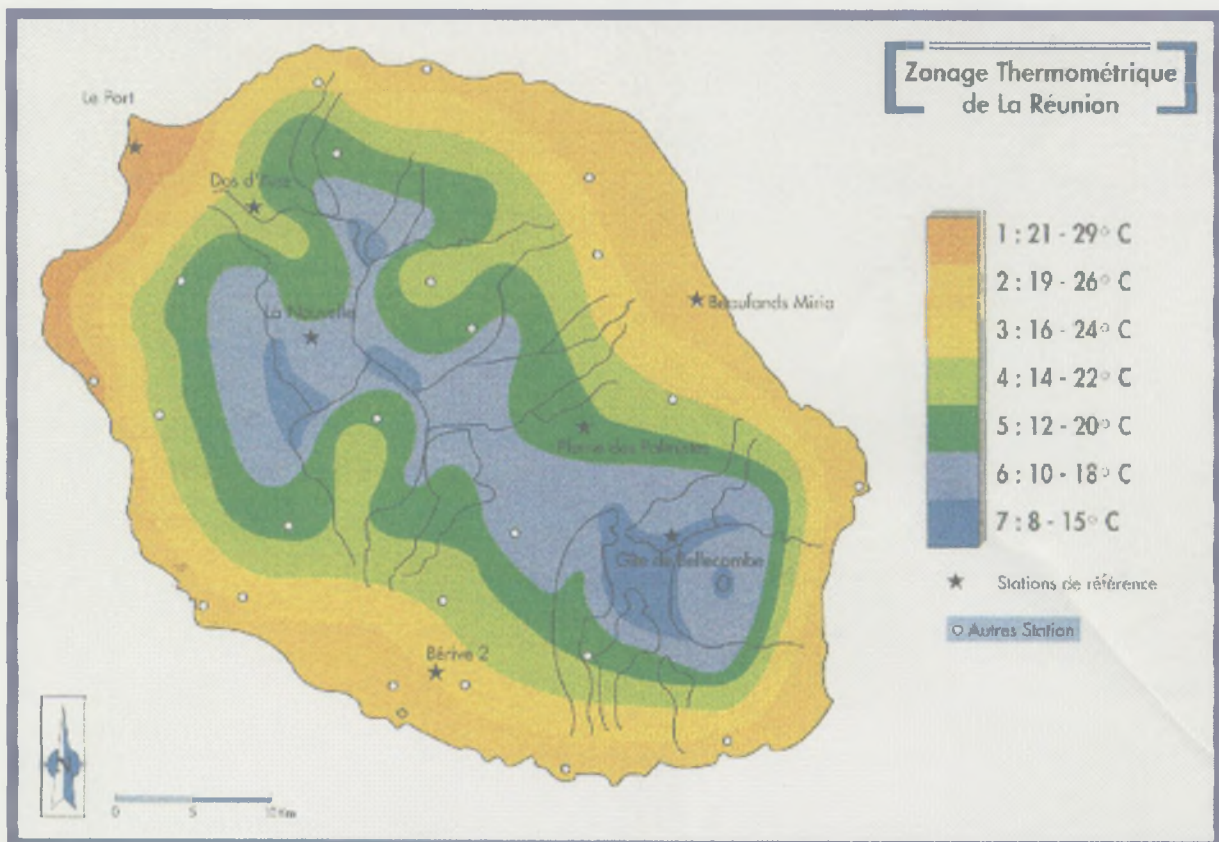 Zonage Thermométrique
de La Réunion
Le Port
Dos d'Ane
La Nouvelle
Beaufands Miria
Plaine des Palmistes
Gîte de Bellecombe
Bérive 2
1 : 21 - 29° C
2 : 19 - 26° C
3 : 16 - 24° C
4 : 14 - 22° C
5 : 12 - 20° C
6 : 10 - 18° C
7 : 8 - 15° C
Stations de référence
Autres Station
N
0 5 10 Km